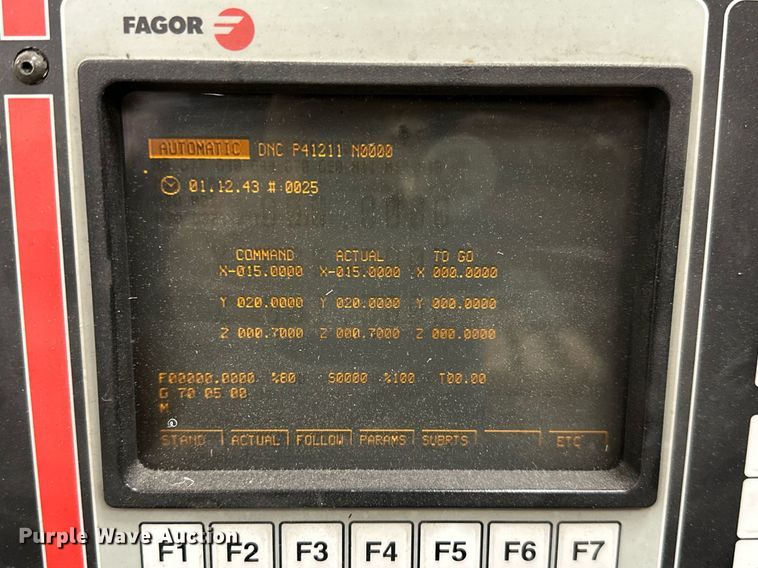 FAGOR
AUTOMATIC DNC P41211 N0000
01.12.43 # 0025
COMMAND ACTUAL TO GO
X-015.0000 X-015.0000 X 000.0000
Y 020.0000 Y 020.0000 Y 000.0000
Z 000.7000 Z 000.7000 Z 000.0000
F00000.0000 %80 S0000 %100 T00.00
G 70 05 00
M
STAND ACTUAL FOLLOW PARAMS SUBRTS ETC
Purple Wave Auction
F1 F2 F3 F4 F5 F6 F7